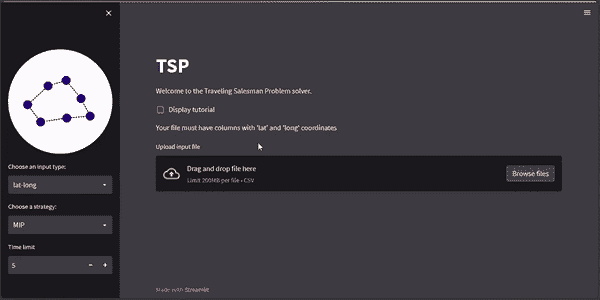 TSP
Welcome to the Traveling Salesman Problem solver.
Display tutorial
Your file must have columns with 'lat' and 'long' coordinates
Upload input file
Drag and drop file here
Limit 200MB per file • CSV
Browse files
Choose an input type:
lat-long
Choose a strategy:
MIP
Time limit
5
Made with Streamlit